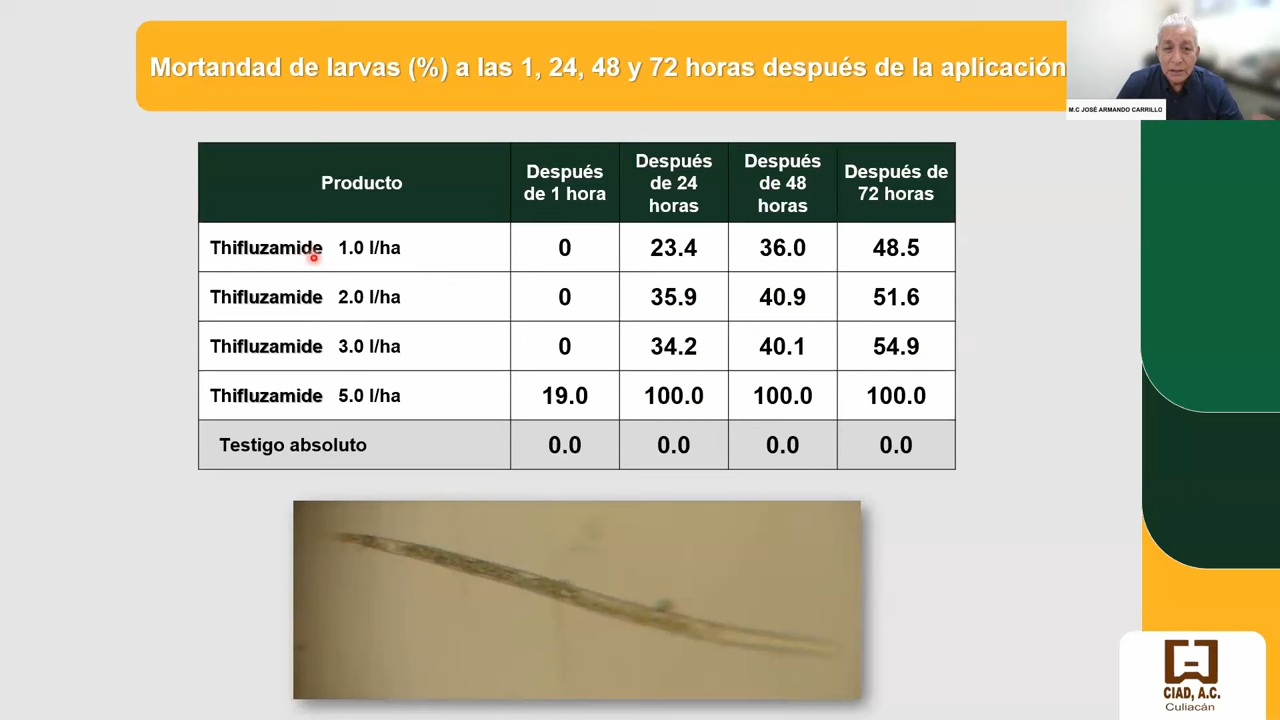 Mortandad de larvas (%) a las 1, 24, 48 y 72 horas después de la aplicación
M.C JOSÉ ARMANDO CARRILLO
Producto
Después
de 1 hora
Después
de 24
horas
Después
de 48
horas
Después de
72 horas
Thifluzamide 1.0 l/ha 0 23.4 36.0 48.5
Thifluzamide 2.0 l/ha 0 35.9 40.9 51.6
Thifluzamide 3.0 l/ha 0 34.2 40.1 54.9
Thifluzamide 5.0 l/ha 19.0 100.0 100.0 100.0
Testigo absoluto 0.0 0.0 0.0 0.0
CIAD, A.C.
Culiacán